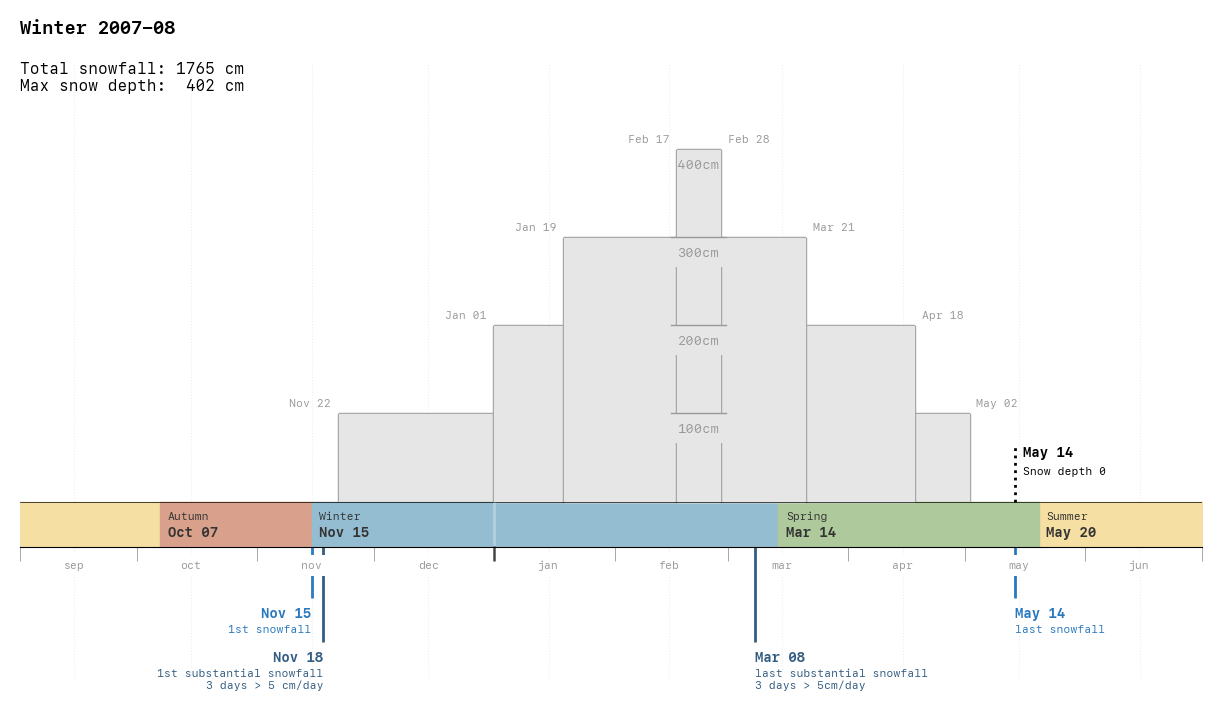 Winter 2007–08
Total snowfall: 1765 cm
Max snow depth:  402 cm
Feb 17
Feb 28
400cm
Jan 19
Mar 21
300cm
Jan 01
Apr 18
200cm
Nov 22
May 02
100cm
May 14
Snow depth 0
Autumn
Oct 07
Winter
Nov 15
Spring
Mar 14
Summer
May 20
sep oct nov dec jan feb mar apr may jun
Nov 15
1st snowfall
May 14
last snowfall
Nov 18
1st substantial snowfall
3 days > 5 cm/day
Mar 08
last substantial snowfall
3 days > 5cm/day